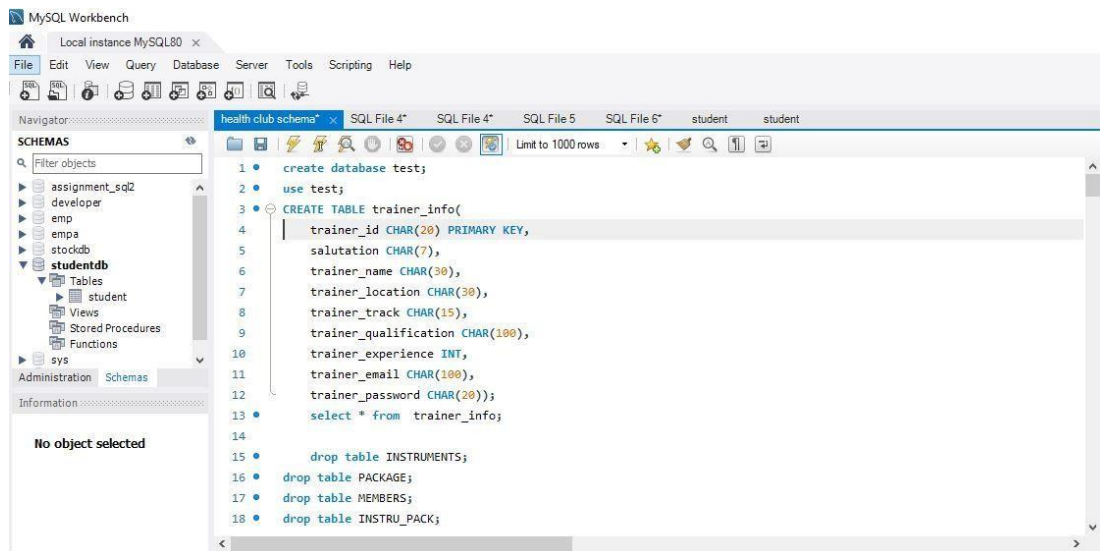 MySQL Workbench
Local instance MySQL80 ×
File Edit View Query Database Server Tools Scripting Help
Navigator
SCHEMAS
Filter objects
assignment_sql2
developer
emp
empa
stockdb
studentdb
Tables
student
Views
Stored Procedures
Functions
sys
Administration Schemas
Information
No object selected
health club schema* × SQL File 4* SQL File 4* SQL File 5 SQL File 6* student student
Limit to 1000 rows
1 create database test;
2 use test;
3 CREATE TABLE trainer_info(
4 trainer_id CHAR(20) PRIMARY KEY,
5 salutation CHAR(7),
6 trainer_name CHAR(30),
7 trainer_location CHAR(30),
8 trainer_track CHAR(15),
9 trainer_qualification CHAR(100),
10 trainer_experience INT,
11 trainer_email CHAR(100),
12 trainer_password CHAR(20));
13 select * from trainer_info;
14
15 drop table INSTRUMENTS;
16 drop table PACKAGE;
17 drop table MEMBERS;
18 drop table INSTRU_PACK;